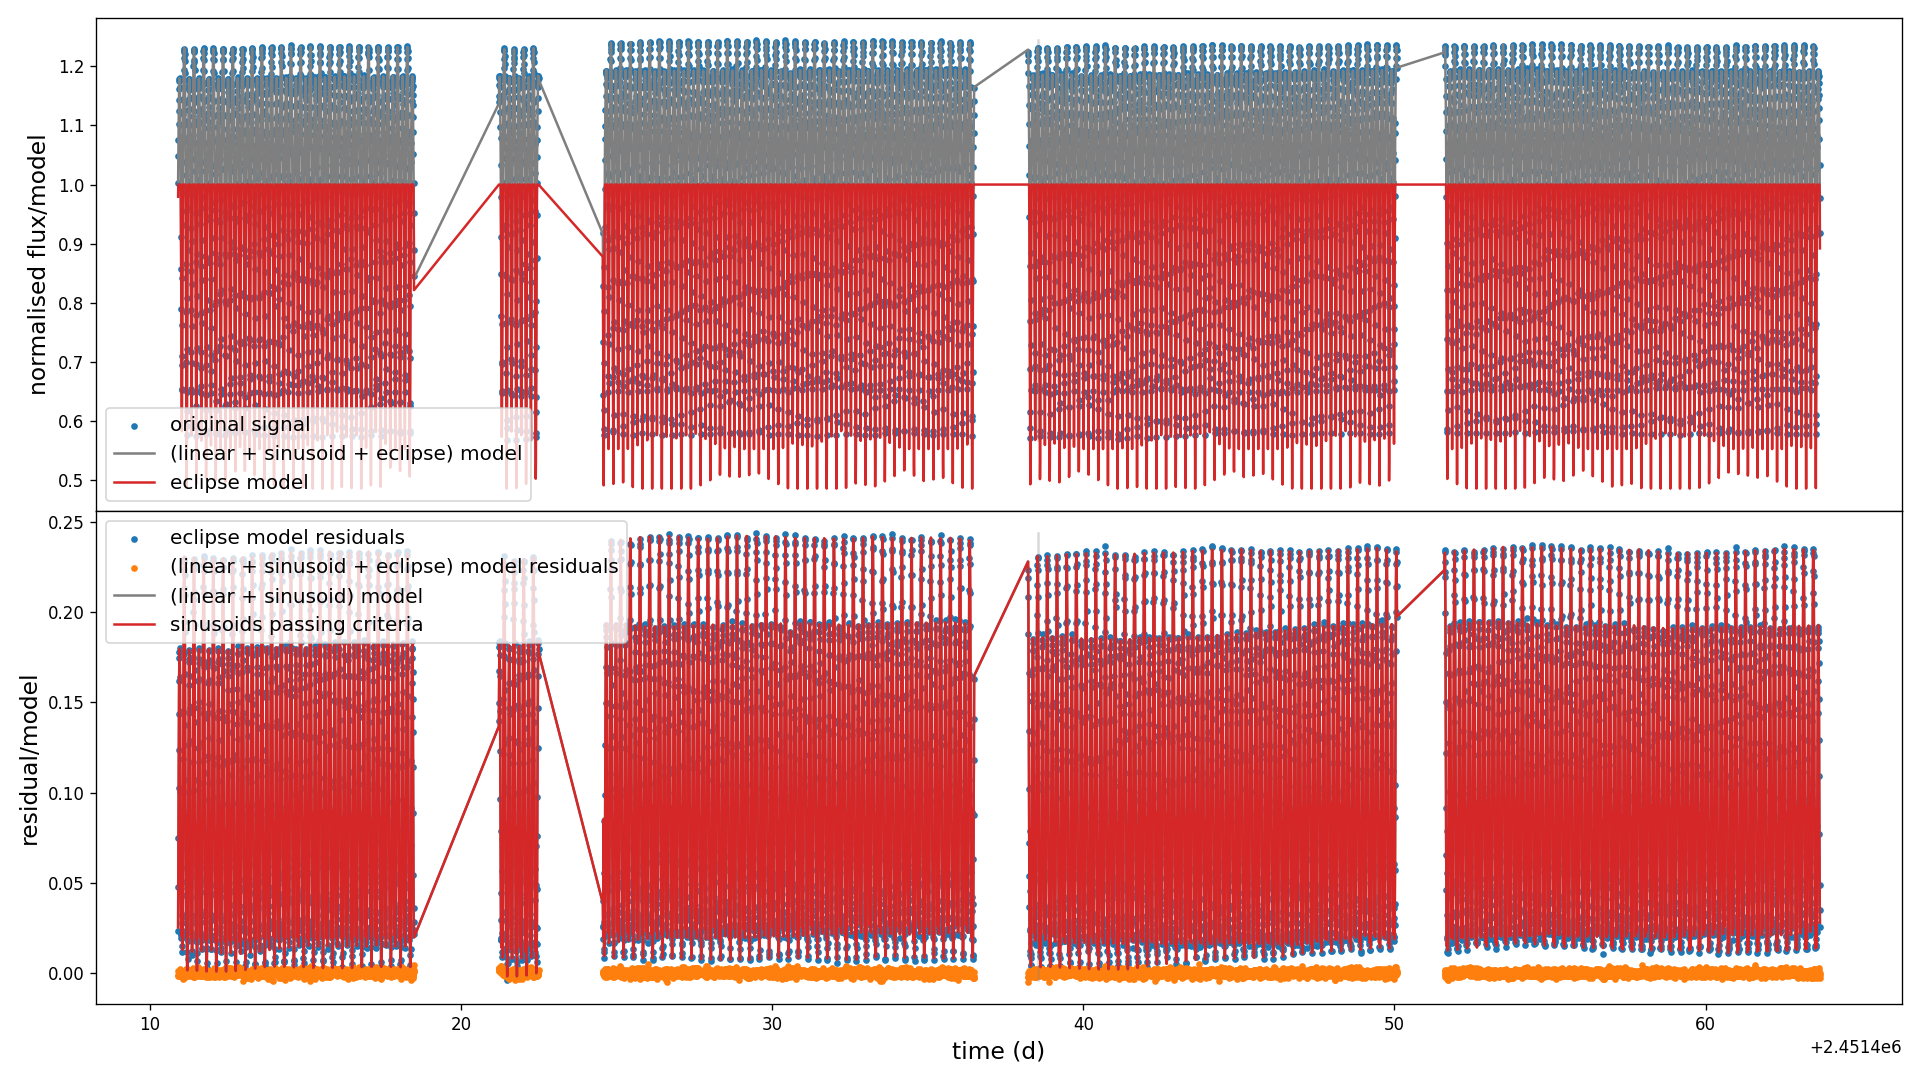 normalised flux/model
1.2
1.1
1.0
0.9
0.8
0.7
0.6
0.5
original signal
(linear + sinusoid + eclipse) model
eclipse model
residual/model
0.25
0.20
0.15
0.10
0.05
0.00
eclipse model residuals
(linear + sinusoid + eclipse) model residuals
(linear + sinusoid) model
sinusoids passing criteria
10 20 30 40 50 60
time (d)
+2.4514e6